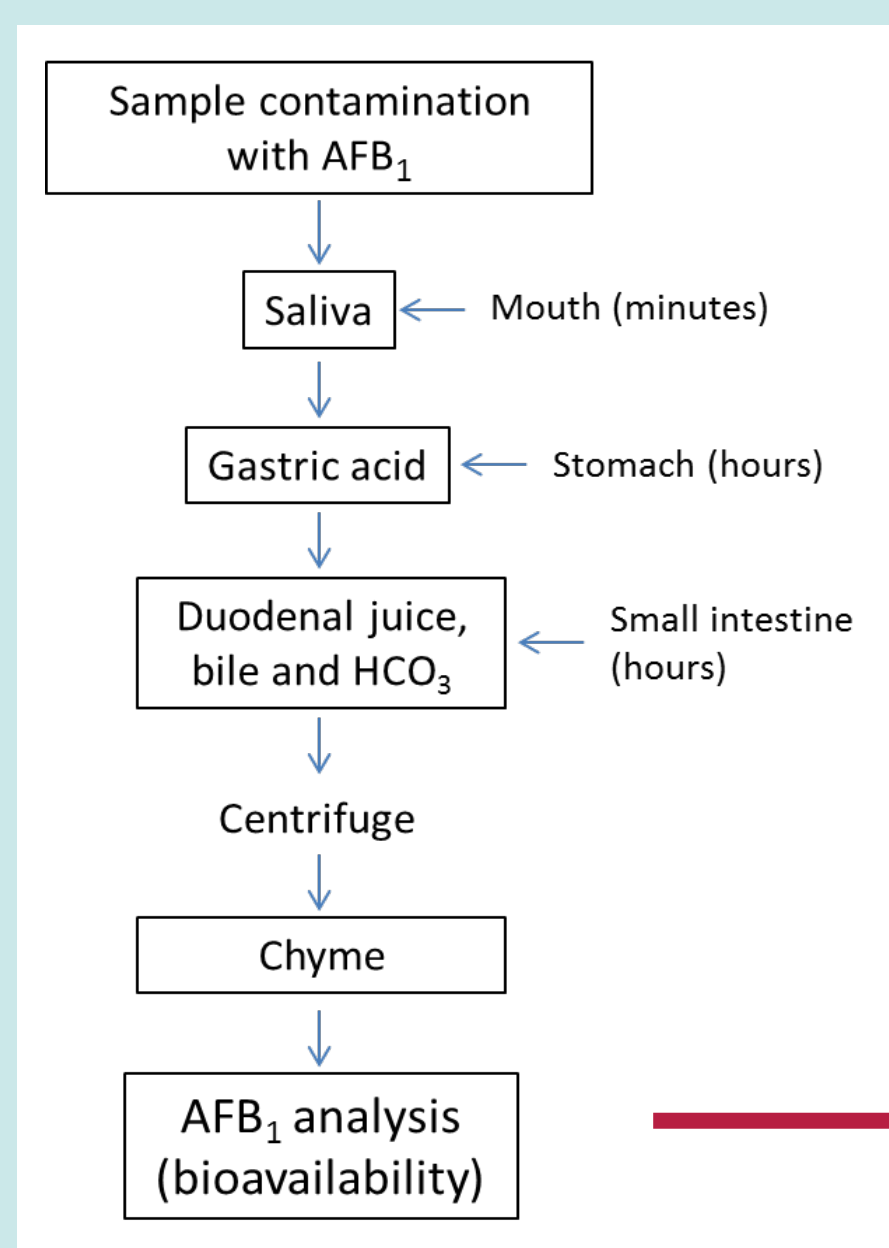 Sample contamination
with AFB₁
Saliva
Mouth (minutes)
Gastric acid
Stomach (hours)
Duodenal juice,
bile and HCO₃
Small intestine
(hours)
Centrifuge
Chyme
AFB₁ analysis
(bioavailability)